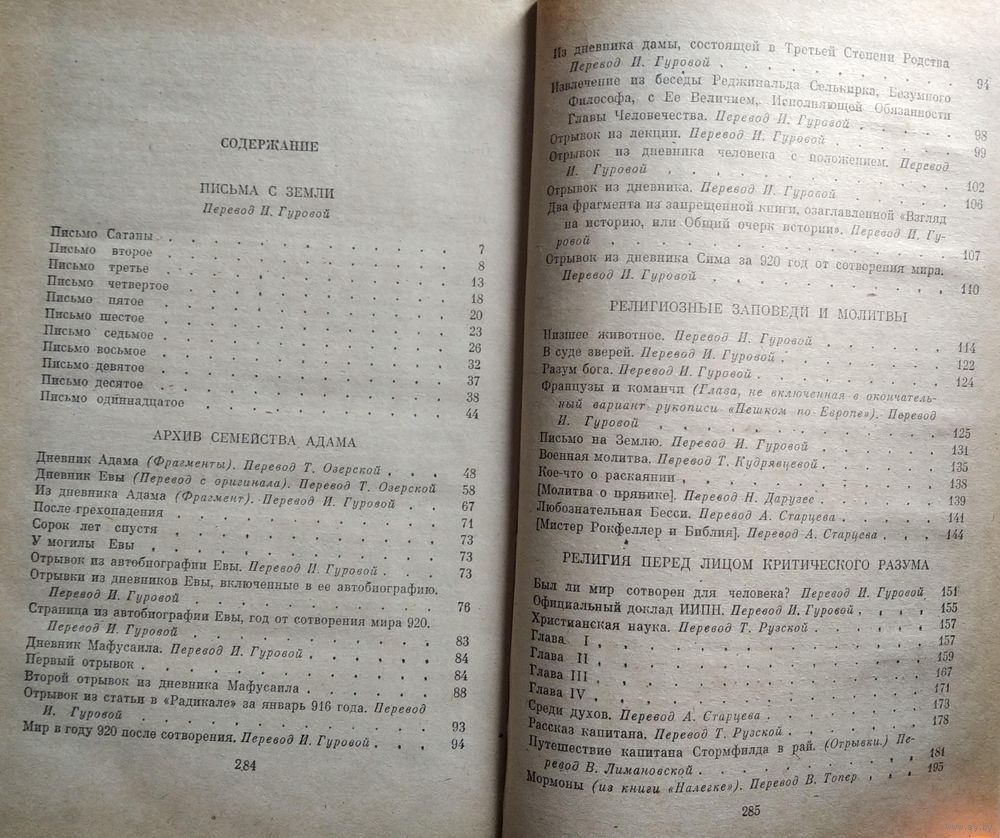 СОДЕРЖАНИЕ
ПИСЬМА С ЗЕМЛИ
Перевод И. Гуровой
Письмо Сатаны . . . . . . . . . . 7
Письмо второе . . . . . . . . . . 8
Письмо третье . . . . . . . . . . 13
Письмо четвертое . . . . . . . . . . 18
Письмо пятое . . . . . . . . . . 20
Письмо шестое . . . . . . . . . . 23
Письмо седьмое . . . . . . . . . . 26
Письмо восьмое . . . . . . . . . . 32
Письмо девятое . . . . . . . . . . 37
Письмо десятое . . . . . . . . . . 38
Письмо одиннадцатое . . . . . . . . . . 44
АРХИВ СЕМЕЙСТВА АДАМА
Дневник Адама (Фрагменты). Перевод Т. Озерской . . . 48
Дневник Евы (Перевод с оригинала). Перевод Т. Озерской 58
Из дневника Адама (Фрагмент). Перевод И. Гуровой . . . 67
После грехопадения . . . . . . . . . . 71
Сорок лет спустя . . . . . . . . . . 73
У могилы Евы . . . . . . . . . . 73
Отрывок из автобиографии Евы. Перевод И. Гуровой . . . 73
Отрывки из дневников Евы, включенные в ее автобиографию.
Перевод И. Гуровой . . . . . . . . . . 76
Страница из автобиографии Евы, год от сотворения мира 920.
Перевод И. Гуровой . . . . . . . . . . 83
Дневник Мафусаила. Перевод И. Гуровой . . . . . 84
Первый отрывок . . . . . . . . . . 84
Второй отрывок из дневника Мафусаила . . . . . 88
Отрывок из статьи в «Радикале» за январь 916 года. Перевод
И. Гуровой . . . . . . . . . . 93
Мир в году 920 после сотворения. Перевод И. Гуровой . . . 94
284
Из дневника дамы, состоящей в Третьей Степени Родства
Перевод И. Гуровой . . . . . . . . . . 94
Извлечение из беседы Реджинальда Селькирка, Безумного
Философа, с Ее Величием, Исполняющей Обязанности
Главы Человечества. Перевод И. Гуровой . . . . 98
Отрывок из лекции. Перевод И. Гуровой . . . . . 99
Отрывок из дневника человека с положением. Перевод
И. Гуровой . . . . . . . . . . 102
Отрывок из дневника. Перевод И. Гуровой . . . . . 106
Два фрагмента из запрещенной книги, озаглавленной «Взгляд
на историю, или Общий очерк истории». Перевод И. Гу-
ровой . . . . . . . . . . 107
Отрывок из дневника Сима за 920 год от сотворения мира.
Перевод И. Гуровой . . . . . . . . . . 110
РЕЛИГИОЗНЫЕ ЗАПОВЕДИ И МОЛИТВЫ
Низшее животное. Перевод И. Гуровой . . . . . 114
В суде зверей. Перевод И. Гуровой . . . . . 122
Разум бога. Перевод И. Гуровой . . . . . 124
Французы и команчи (Глава, не включенная в окончатель-
ный вариант рукописи «Пешком по Европе»). Перевод
И. Гуровой . . . . . . . . . . 125
Письмо на Землю. Перевод И. Гуровой . . . . . 131
Военная молитва. Перевод Т. Кудрявцевой . . . . . 135
Кое-что о раскаянии . . . . . . . . . . 138
[Молитва о прянике]. Перевод Н. Дарузес . . . . . 139
Любознательная Бесси. Перевод А. Старцева . . . . 141
[Мистер Рокфеллер и Библия]. Перевод А. Старцева . . . 144
РЕЛИГИЯ ПЕРЕД ЛИЦОМ КРИТИЧЕСКОГО РАЗУМА
Был ли мир сотворен для человека? Перевод И. Гуровой 151
Официальный доклад ИИПН. Перевод И. Гуровой . . . . 155
Христианская наука. Перевод Т. Рузской . . . . . 157
Глава I . . . . . . . . . . 157
Глава II . . . . . . . . . . 159
Глава III . . . . . . . . . . 167
Глава IV . . . . . . . . . . 171
Среди духов. Перевод А. Старцева . . . . . 173
Рассказ капитана. Перевод Т. Рузской . . . . . 178
Путешествие капитана Стормфилда в рай. (Отрывки.) Пе-
ревод В. Лимановской . . . . . . . . . . 181
Мормоны (из книги «Налегке»). Перевод В. Топер . . . 195
285
www.ay.by